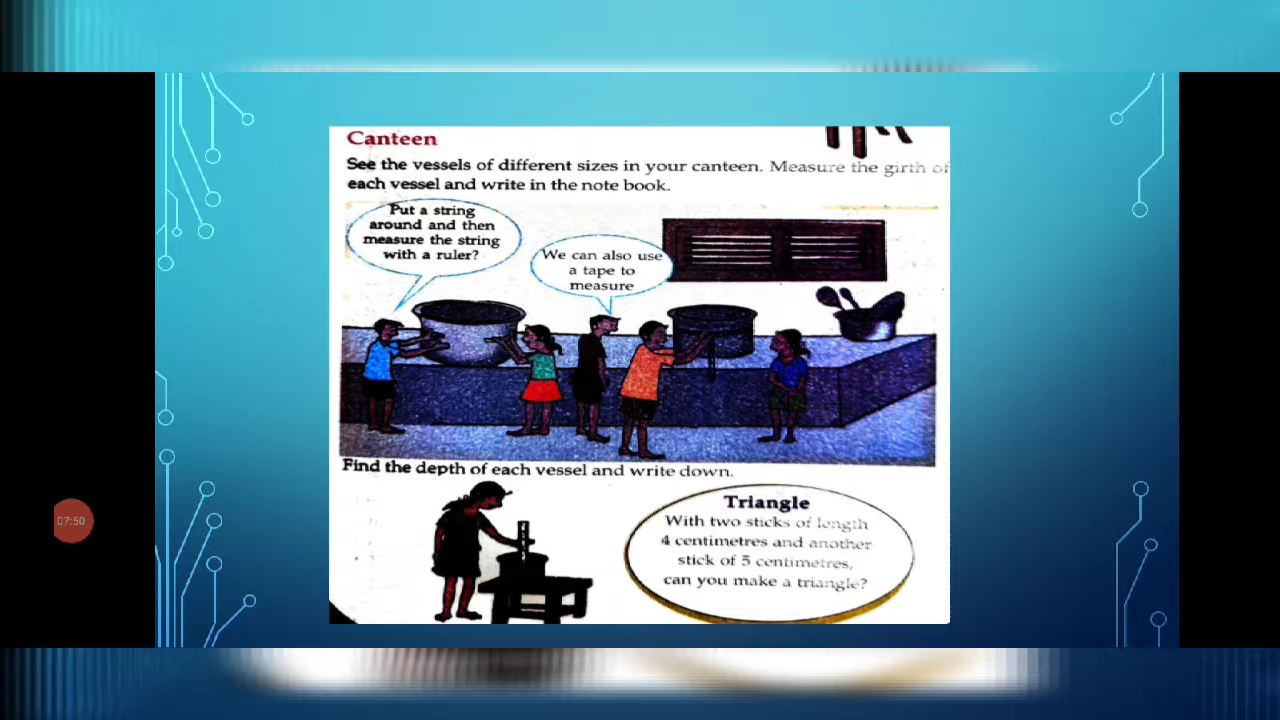 Canteen
See the vessels of different sizes in your canteen. Measure the girth of
each vessel and write in the note book.
Put a string
around and then
measure the string
with a ruler?
We can also use
a tape to
measure
Find the depth of each vessel and write down.
Triangle
With two sticks of length
4 centimetres and another
stick of 5 centimetres,
can you make a triangle?
07:50